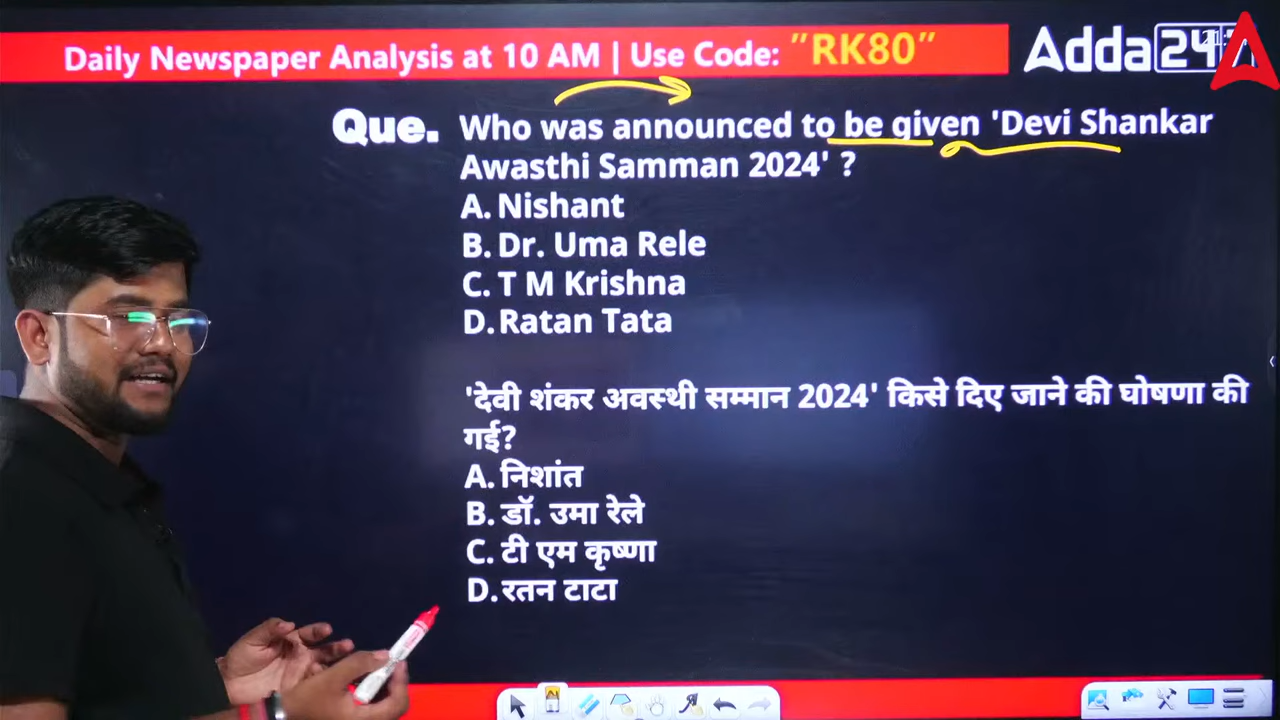 Daily Newspaper Analysis at 10 AM | Use Code: "RK80"
Adda247
Que. Who was announced to be given 'Devi Shankar
Awasthi Samman 2024' ?
A. Nishant
B. Dr. Uma Rele
C. T M Krishna
D. Ratan Tata
'देवी शंकर अवस्थी सम्मान 2024' किसे दिए जाने की घोषणा की
गई?
A. निशांत
B. डॉ. उमा रेले
C. टी एम कृष्णा
D. रतन टाटा